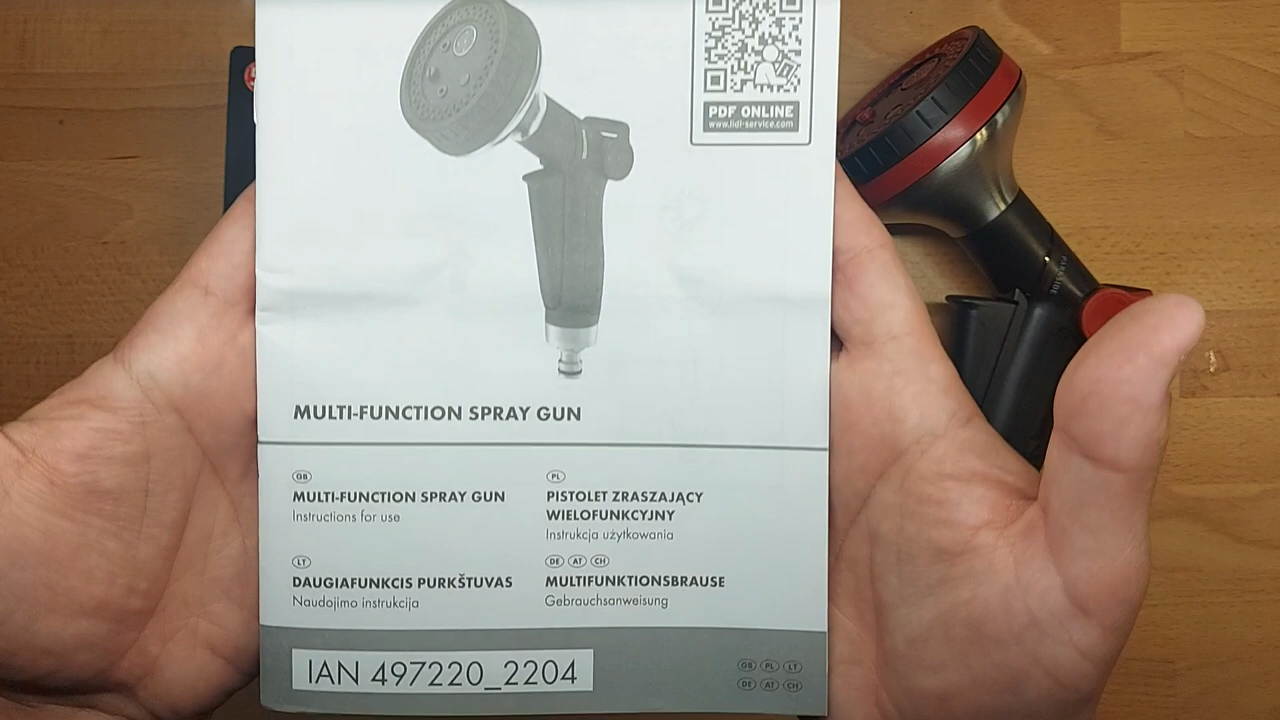 PDF ONLINE
www.lidl-service.com
PARKSIDE
MULTI-FUNCTION SPRAY GUN
GB
MULTI-FUNCTION SPRAY GUN
Instructions for use
PL
PISTOLET ZRASZAJĄCY
WIELOFUNKCYJNY
Instrukcja użytkowania
LT
DAUGIAFUNKCIS PURKŠTUVAS
Naudojimo instrukcija
DE AT CH
MULTIFUNKTIONSBRAUSE
Gebrauchsanweisung
IAN 497220_2204
GB PL LT
DE AT CH